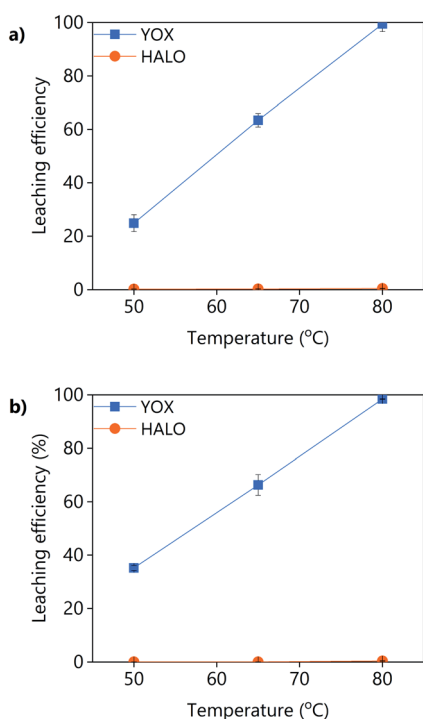 a)
YOX
HALO
100
80
60
40
20
0
Leaching efficiency
50
60
70
80
Temperature (°C)
b)
YOX
HALO
100
80
60
40
20
0
Leaching efficiency (%)
50
60
70
80
Temperature (°C)